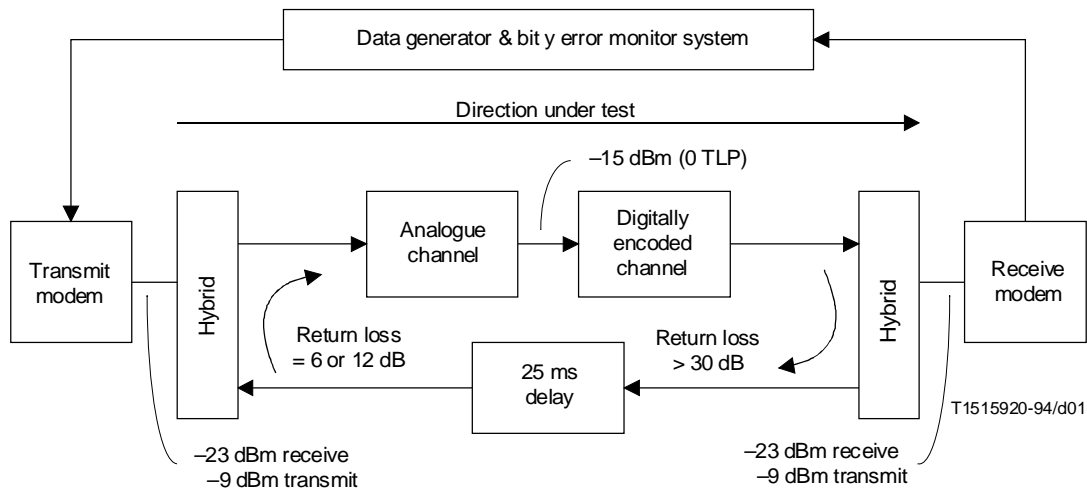 Data generator & bit y error monitor system
Direction under test
–15 dBm (0 TLP)
Transmit
modem
Hybrid
Analogue
channel
Digitally
encoded
channel
Hybrid
Receive
modem
Return loss
= 6 or 12 dB
25 ms
delay
Return loss
> 30 dB
T1515920-94/d01
–23 dBm receive
–9 dBm transmit
–23 dBm receive
–9 dBm transmit